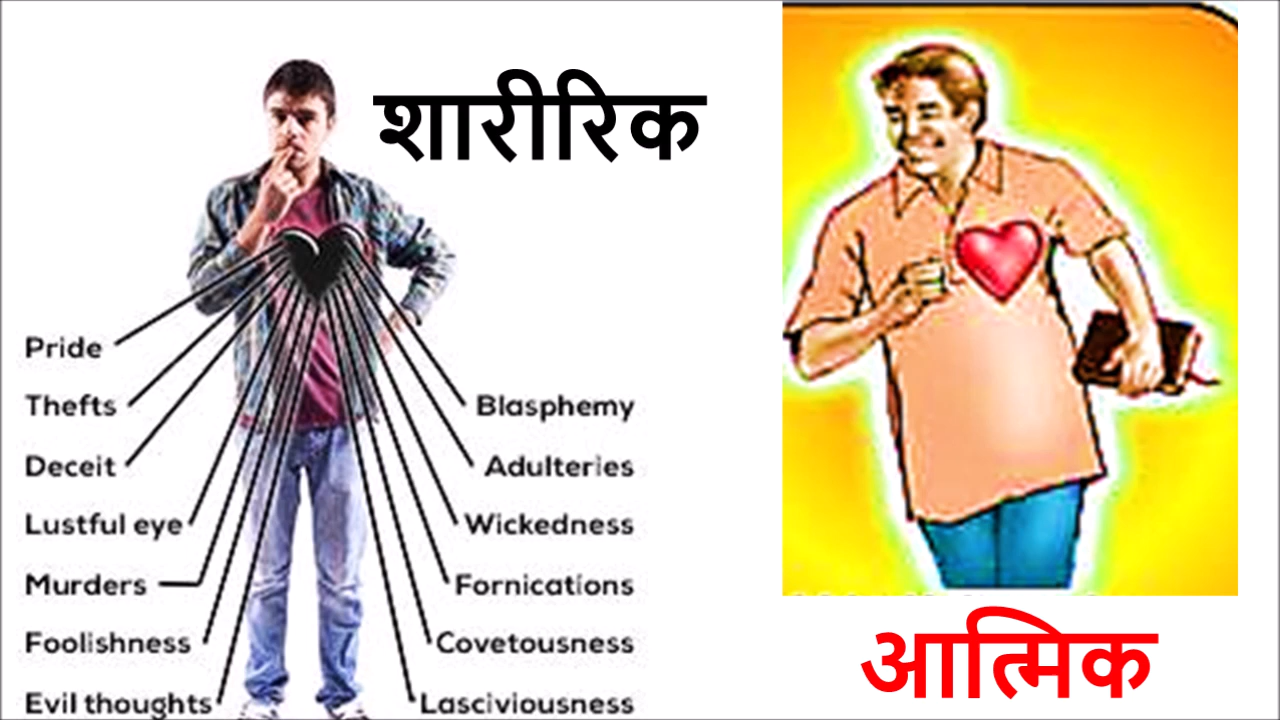 शारीरिक
Pride
Thefts
Deceit
Lustful eye
Murders
Foolishness
Evil thoughts
Blasphemy
Adulteries
Wickedness
Fornications
Covetousness
Lasciviousness
आत्मिक